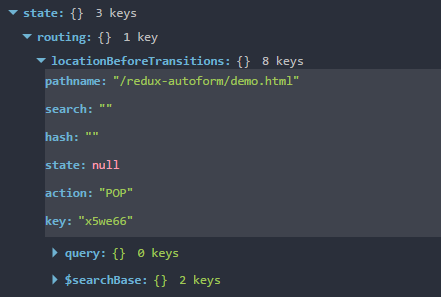 state: {} 3 keys
routing: {} 1 key
locationBeforeTransitions: {} 8 keys
pathname: "/redux-autoform/demo.html"
search: ""
hash: ""
state: null
action: "POP"
key: "x5we66"
query: {} 0 keys
$searchBase: {} 2 keys